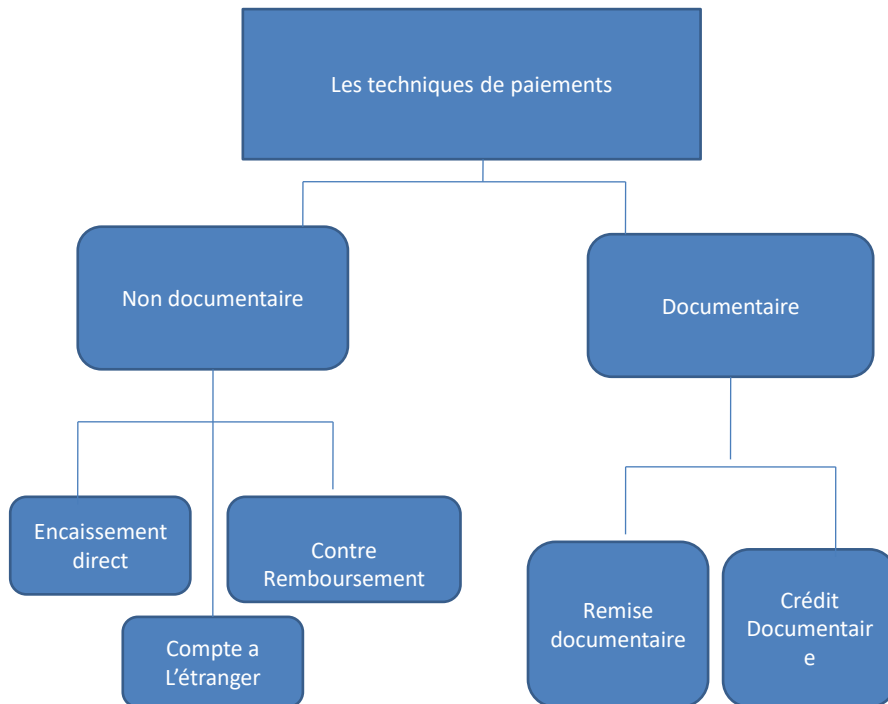 Les techniques de paiements
Non documentaire
Documentaire
Encaissement
direct
Contre
Remboursement
Compte a
L’étranger
Remise
documentaire
Crédit
Documentair
e